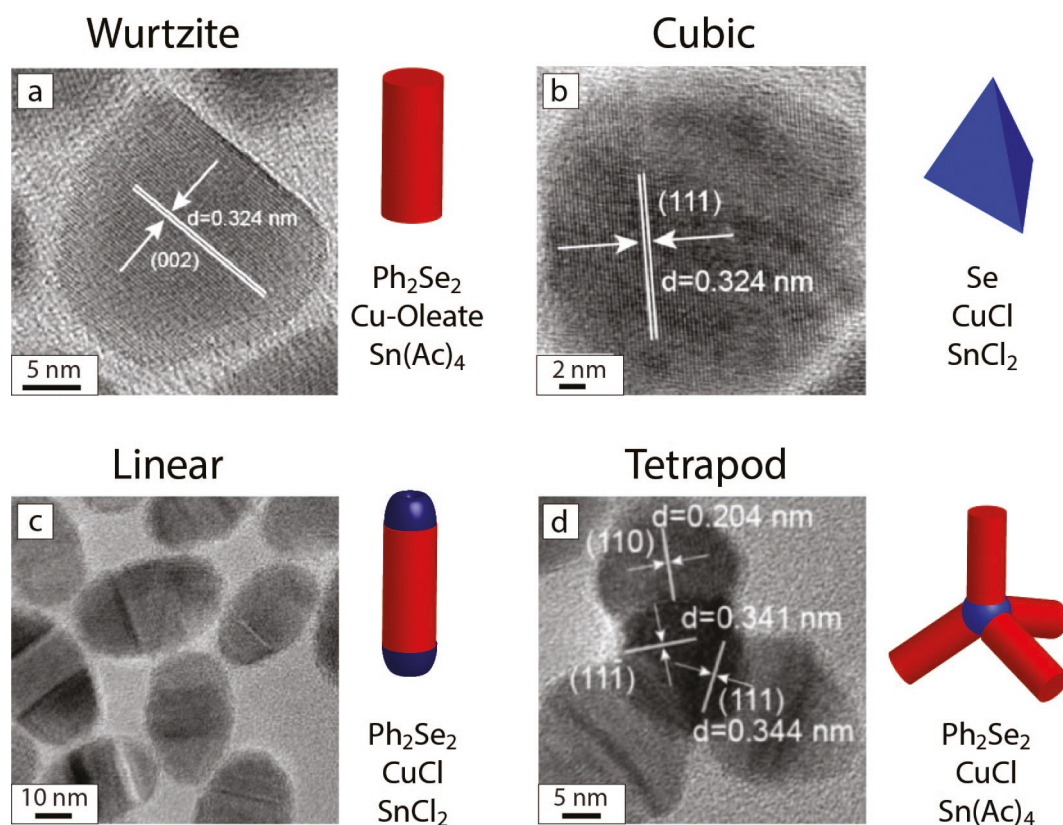 Wurtzite
a
d=0.324 nm
(002)
5 nm
Ph₂Se₂
Cu-Oleate
Sn(Ac)₄
Cubic
b
(111)
d=0.324 nm
2 nm
Se
CuCl
SnCl₂
Linear
c
10 nm
Ph₂Se₂
CuCl
SnCl₂
Tetrapod
d
d=0.204 nm
(110)
d=0.341 nm
(111)
(111)
d=0.344 nm
5 nm
Ph₂Se₂
CuCl
Sn(Ac)₄